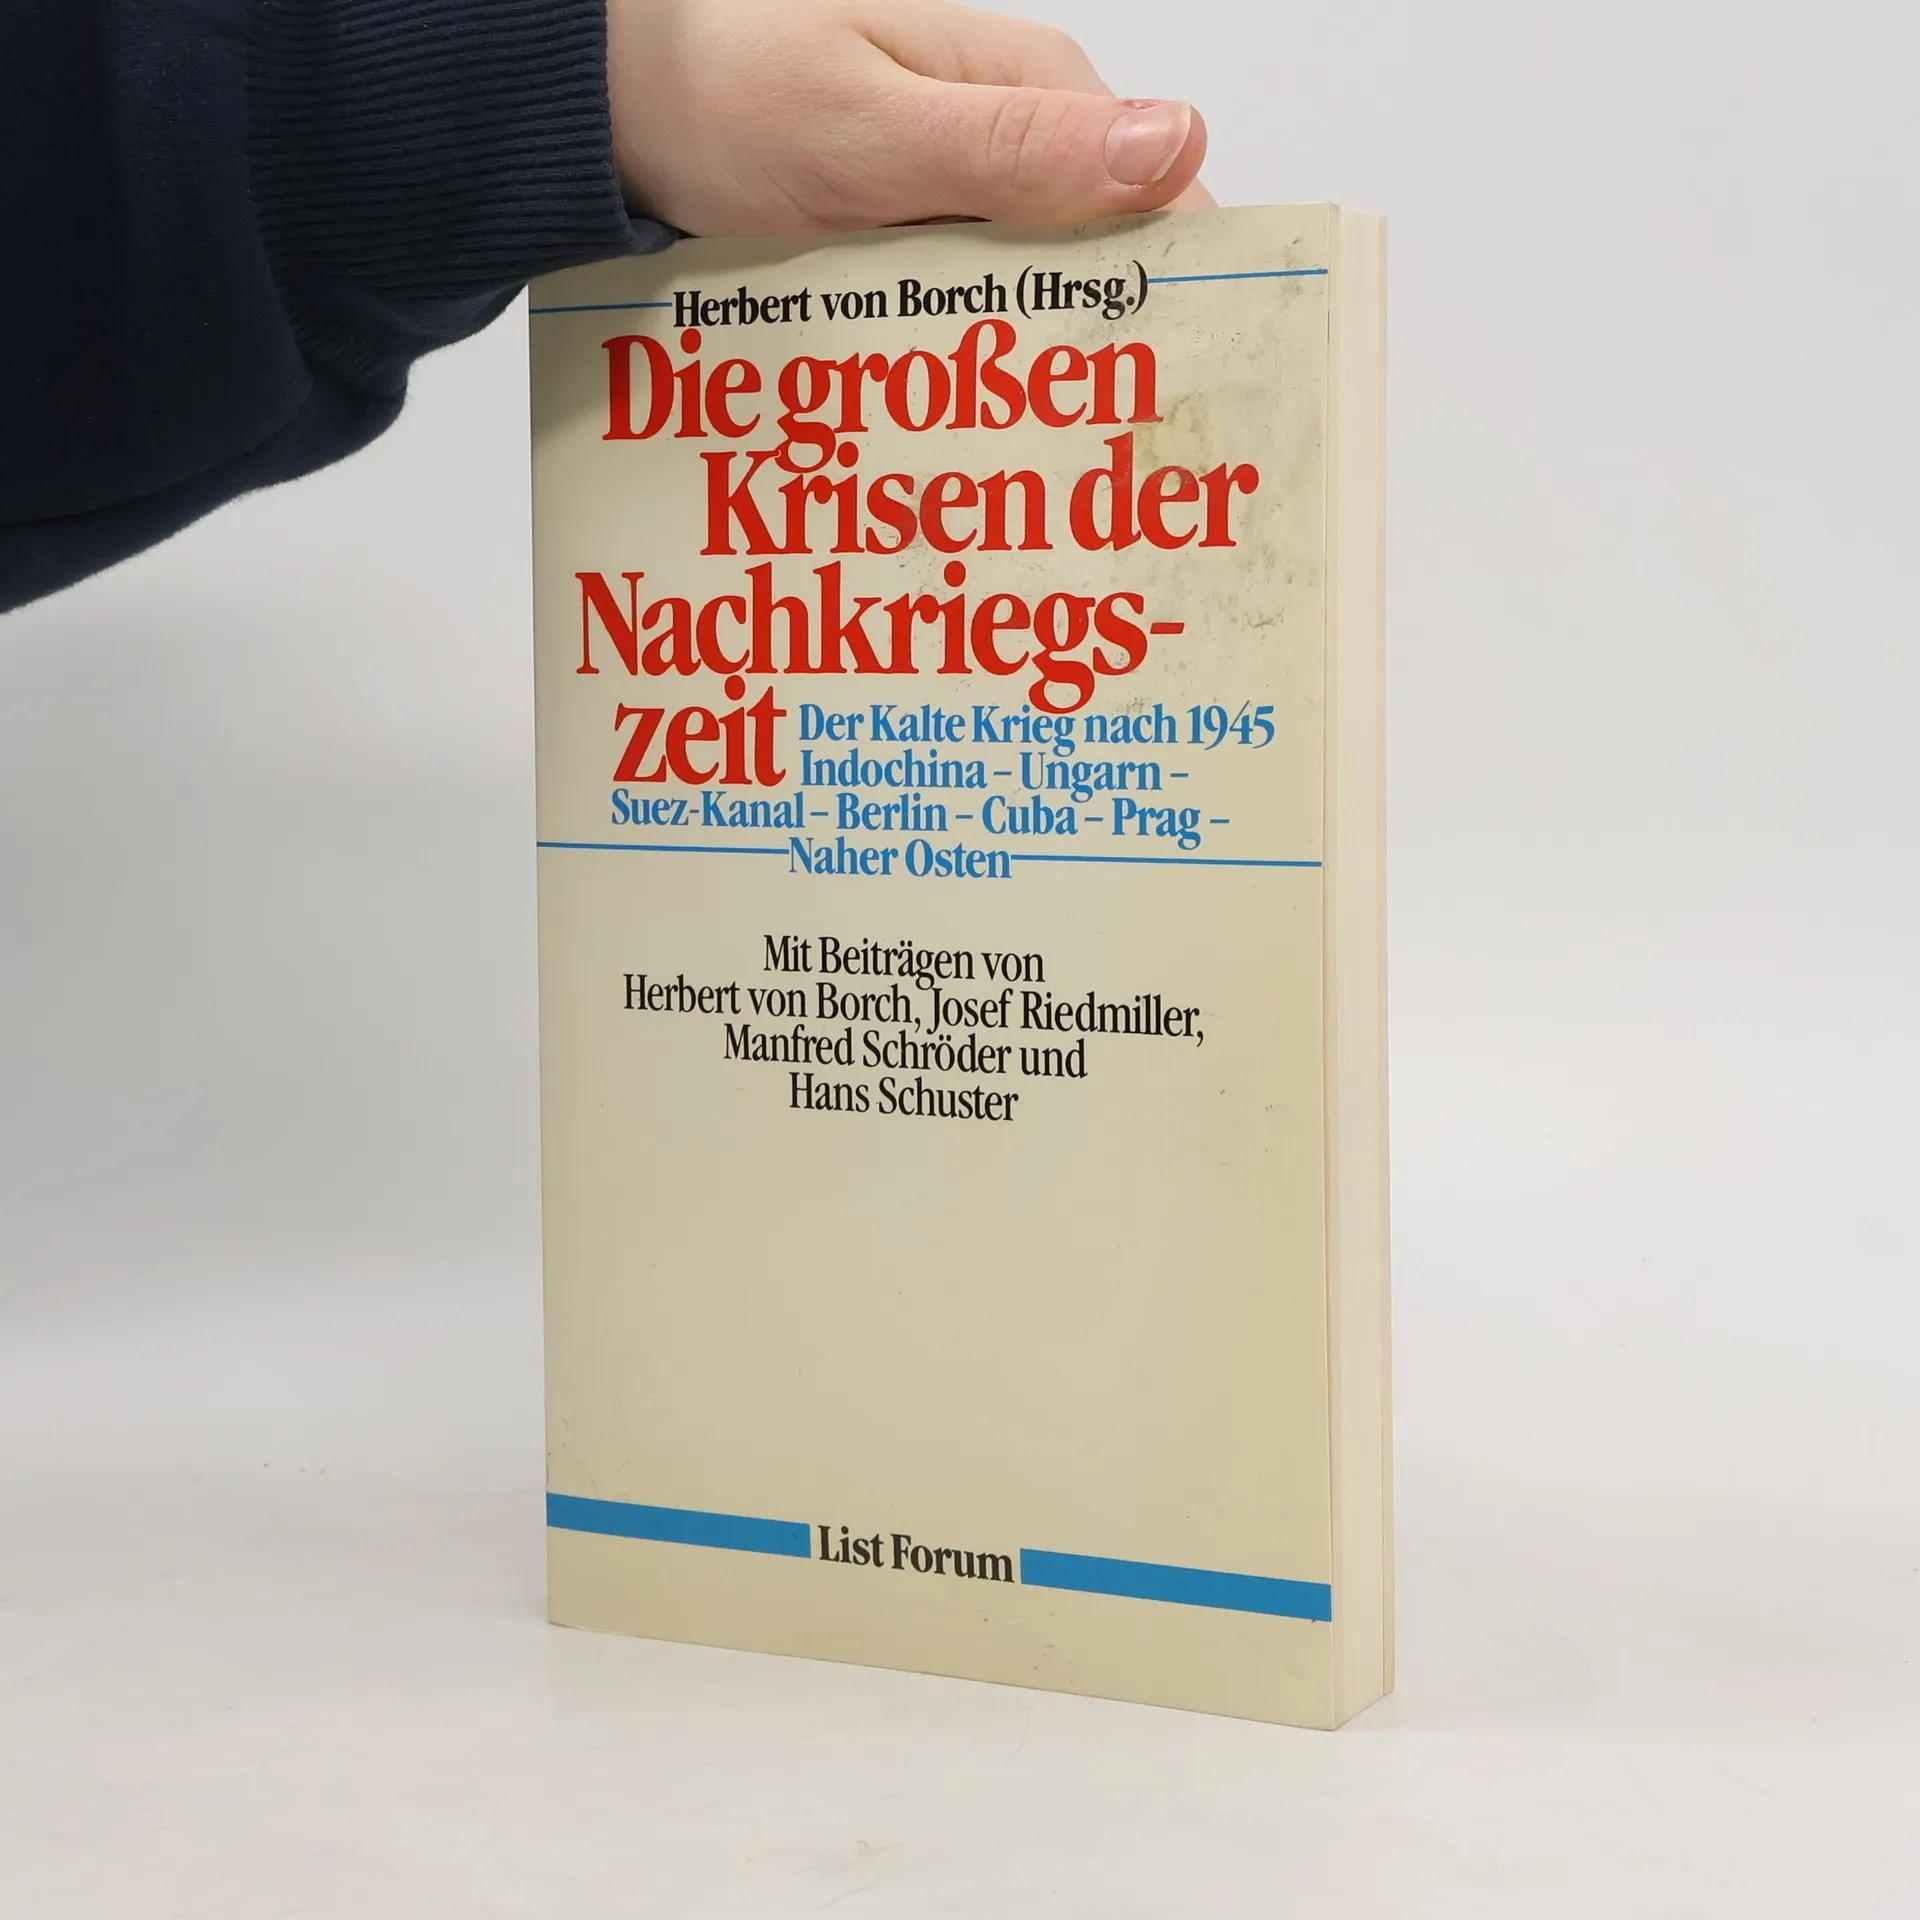 Herbert von Borch (Hrsg.)
Die großen
Krisen der
Nachkriegs-
zeit
Der Kalte Krieg nach 1945
Indochina – Ungarn –
Suez-Kanal – Berlin – Cuba – Prag –
Naher Osten
Mit Beiträgen von
Herbert von Borch, Josef Riedmiller,
Manfred Schröder und
Hans Schuster
List Forum